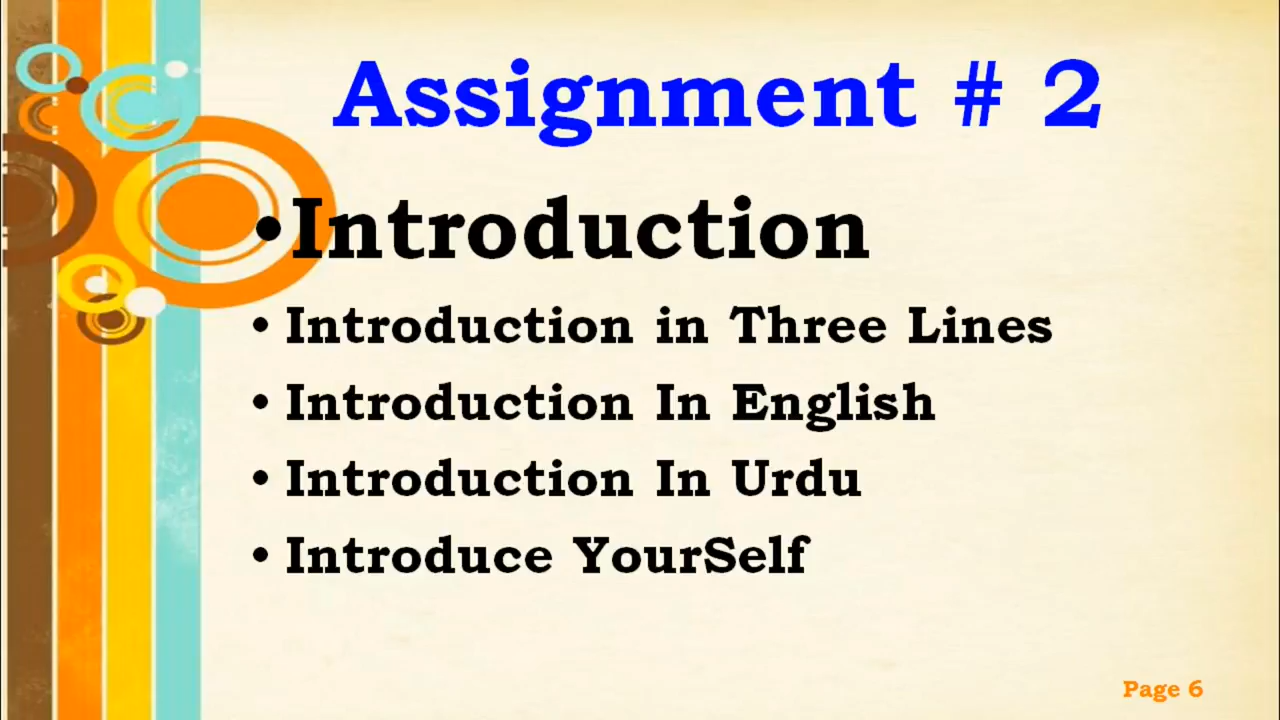 Assignment # 2
•Introduction
• Introduction in Three Lines
• Introduction In English
• Introduction In Urdu
• Introduce YourSelf
Page 6